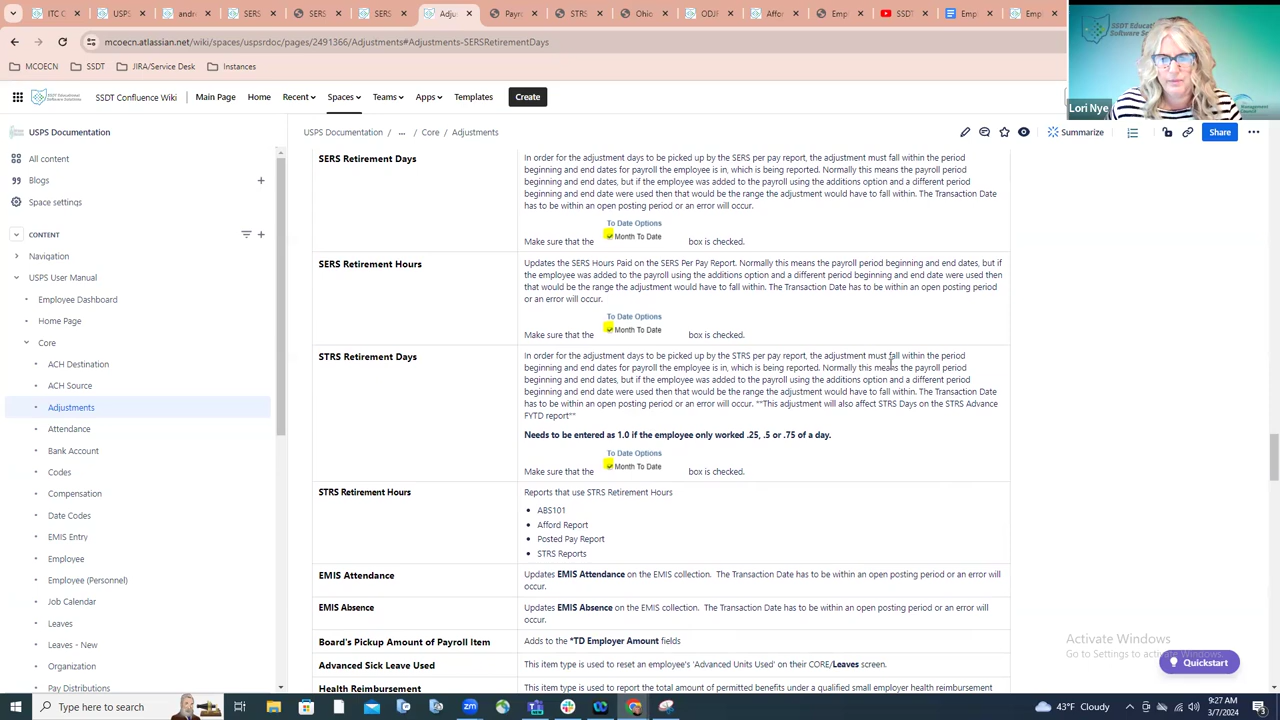 Adju
Payro
ODJF
Affor
Emp
SSDT
Emp
Emp
mcoecn.atlassian.net/wiki/spaces/uspsrdoc/pages/2491366/Adjustments#Adjustments-SERSRetirementDays
MCOECN
SSDT
JIRA/Service Desk
Instances
SSDT Educational Software Solutions
SSDT Confluence Wiki
Main Page
Home
Recent
Spaces
Teams
Apps
Templates
Create
Lori Nye
USPS Documentation
USPS Documentation / ... / Core / Adjustments
Summarize
Share
All content
Blogs
Space settings
CONTENT
Navigation
USPS User Manual
Employee Dashboard
Home Page
Core
ACH Destination
ACH Source
Adjustments
Attendance
Bank Account
Codes
Compensation
Date Codes
EMIS Entry
Employee
Employee (Personnel)
Job Calendar
Leaves
Leaves - New
Organization
Pay Distributions
SERS Retirement Days
In order for the adjustment days to be picked up by the SERS per pay report, the adjustment must fall within the period
beginning and end dates for payroll the employee is in, which is being reported. Normally this means the payroll period
beginning and end dates, but if the employee was added to the payroll using the additions option and a different period
beginning and end date were used then that would be the range the adjustment would have to fall within. The Transaction Date
has to be within an open posting period or an error will occur.
To Date Options
Month To Date
Make sure that the box is checked.
SERS Retirement Hours
Updates the SERS Hours Paid on the SERS Per Pay Report. Normally this means the payroll period beginning and end dates, but if
the employee was added to the payroll using the additions option and a different period beginning and end date were used then
that would be the range the adjustment would have to fall within. The Transaction Date has to be within an open posting period
or an error will occur.
To Date Options
Month To Date
Make sure that the box is checked.
STRS Retirement Days
In order for the adjustment days to be picked up by the STRS per pay report, the adjustment must fall within the period
beginning and end dates for payroll the employee is in, which is being reported. Normally this means the payroll period
beginning and end dates, but if the employee was added to the payroll using the additions option and a different period
beginning and end date were used then that would be the range the adjustment would have to fall within. The Transaction Date
has to be within an open posting period or an error will occur. **This adjustment will also affect STRS Days on the STRS Advance
FYTD report**
Needs to be entered as 1.0 if the employee only worked .25, .5 or .75 of a day.
To Date Options
Month To Date
Make sure that the box is checked.
STRS Retirement Hours
Reports that use STRS Retirement Hours
ABS101
Afford Report
Posted Pay Report
STRS Reports
EMIS Attendance
Updates EMIS Attendance on the EMIS collection. The Transaction Date has to be within an open posting period or an error will
occur.
EMIS Absence
Updates EMIS Absence on the EMIS collection. The Transaction Date has to be within an open posting period or an error will
occur.
Board's Pickup Amount of Payroll Item
Adds to the *TD Employer Amount fields
Advanced Sick Leave Used
This item type is used to reset an employee's 'Advanced Units Used' on their CORE/Leaves screen.
Health Reimbursement
This item type is used to report the total amount of permitted benefits under a qualified small employer health reimbursement
Activate Windows
Go to Settings to activate Windows.
Quickstart
Type here to search
43°F Cloudy
9:27 AM
3/7/2024
3